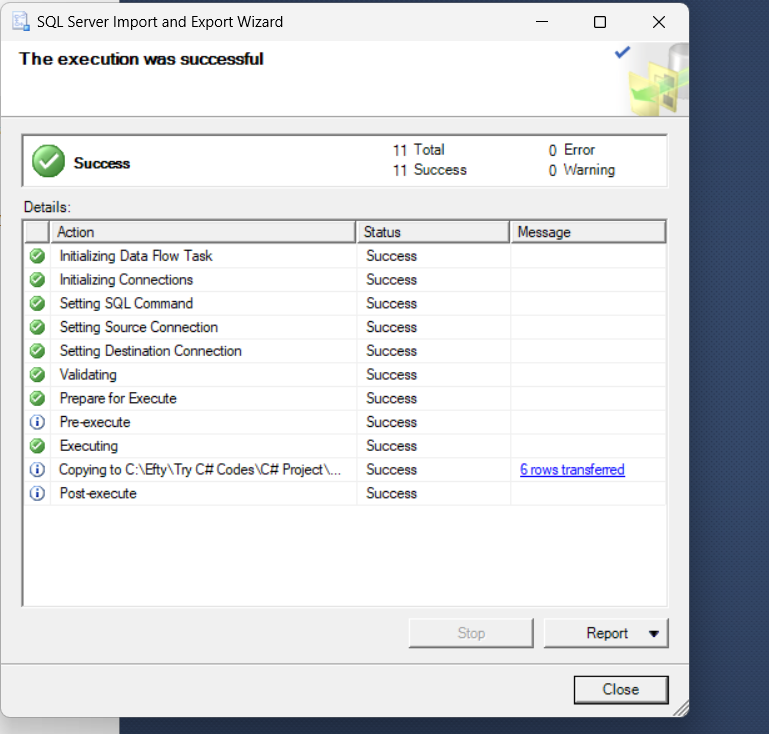 SQL Server Import and Export Wizard
The execution was successful
Success
11 Total
0 Error
11 Success
0 Warning
Details:
Action Status Message
Initializing Data Flow Task Success
Initializing Connections Success
Setting SQL Command Success
Setting Source Connection Success
Setting Destination Connection Success
Validating Success
Prepare for Execute Success
Pre-execute Success
Executing Success
Copying to C:\Efty\Try C# Codes\C# Project\... Success 6 rows transferred
Post-execute Success
Stop Report
Close